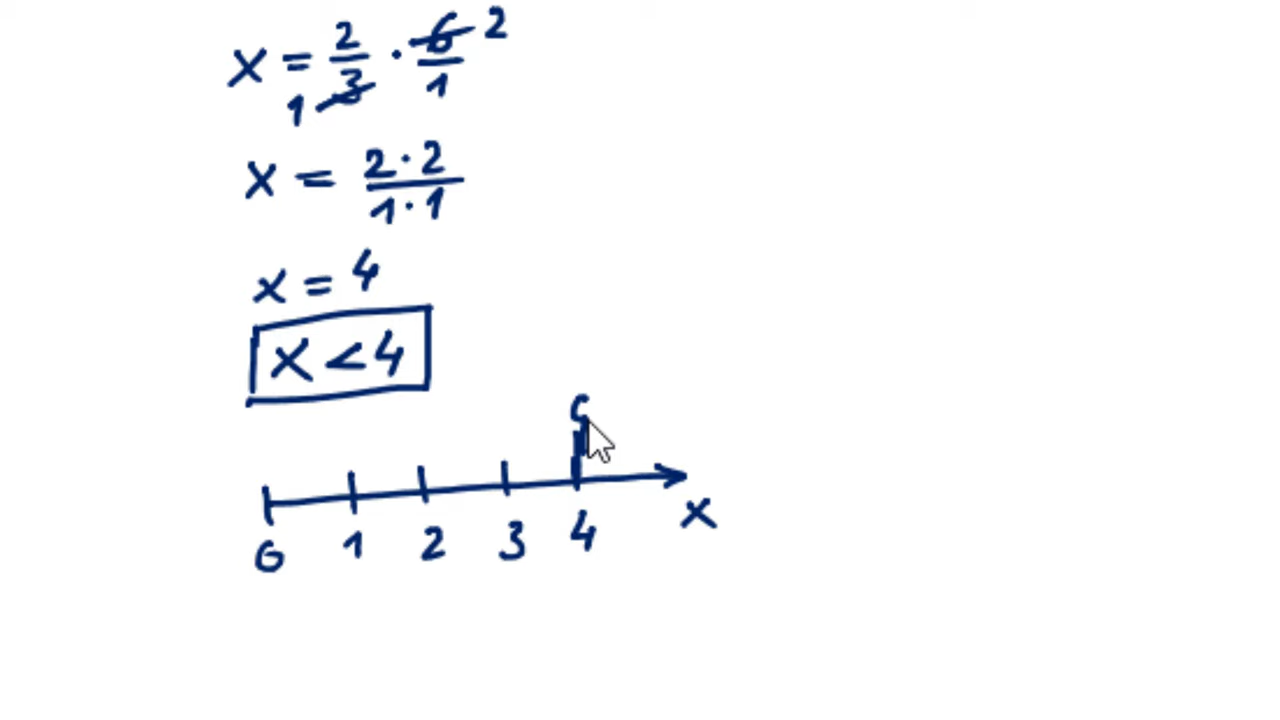 x = 2/3 · 6/1 2
1
x = 2·2/1·1
x = 4
x < 4
0 1 2 3 4 x